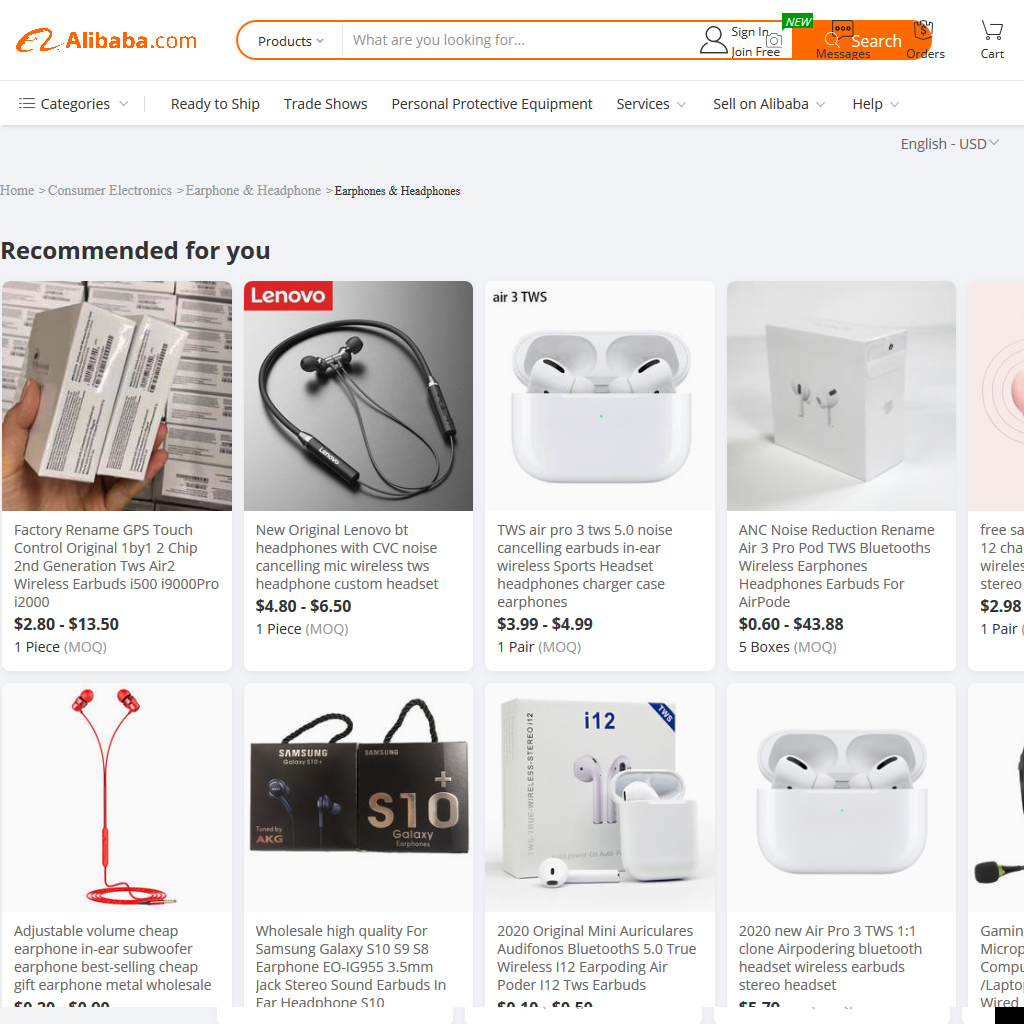 Alibaba.com
Products
What are you looking for...
Sign In
Join Free
NEW
Search
Messages
Orders
Cart
Categories
Ready to Ship
Trade Shows
Personal Protective Equipment
Services
Sell on Alibaba
Help
English - USD
Home > Consumer Electronics > Earphone & Headphone > Earphones & Headphones
Recommended for you
Lenovo
Lenovo
air 3 TWS
Factory Rename GPS Touch
Control Original 1by1 2 Chip
2nd Generation Tws Air2
Wireless Earbuds i500 i9000Pro
i2000
$2.80 - $13.50
1 Piece (MOQ)
New Original Lenovo bt
headphones with CVC noise
cancelling mic wireless tws
headphone custom headset
$4.80 - $6.50
1 Piece (MOQ)
TWS air pro 3 tws 5.0 noise
cancelling earbuds in-ear
wireless Sports Headset
headphones charger case
earphones
$3.99 - $4.99
1 Pair (MOQ)
ANC Noise Reduction Rename
Air 3 Pro Pod TWS Bluetooths
Wireless Earphones
Headphones Earbuds For
AirPode
$0.60 - $43.88
5 Boxes (MOQ)
free sa
12 cha
wireles
stereo
$2.98
1 Pair (
SAMSUNG
Galaxy S10+
Tuned by
AKG
SAMSUNG
S10+
Galaxy
Earphones
i12
TWS
TWS-TRUE-WIRELESS-STEREO i12
Adjustable volume cheap
earphone in-ear subwoofer
earphone best-selling cheap
gift earphone metal wholesale
Wholesale high quality For
Samsung Galaxy S10 S9 S8
Earphone EO-IG955 3.5mm
Jack Stereo Sound Earbuds In
Ear Headphone S10
2020 Original Mini Auriculares
Audifonos BluetoothS 5.0 True
Wireless I12 Earpoding Air
Poder I12 Tws Earbuds
2020 new Air Pro 3 TWS 1:1
clone Airpodering bluetooth
headset wireless earbuds
stereo headset
Gamin
Microp
Compu
/Laptop
Wired